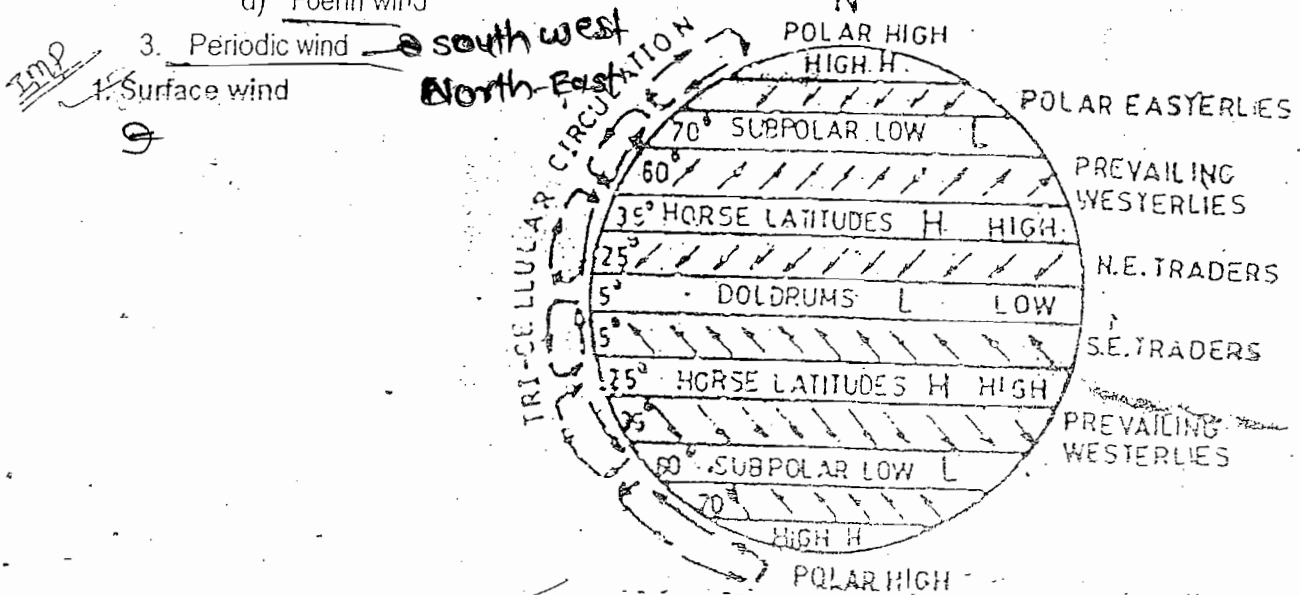 d) Foenn wind
3. Periodic wind south west
North-East
Imp
1. Surface wind
N
POLAR HIGH
HIGH H
POLAR EASTERLIES
70° SUBPOLAR LOW L
60°
PREVAILING
WESTERLIES
35° HORSE LATITUDES H HIGH
25°
N.E. TRADERS
5° DOLDRUMS L LOW
5°
S.E. TRADERS
25° HORSE LATITUDES H HIGH
35°
PREVAILING
WESTERLIES
60° SUBPOLAR LOW L
70°
HIGH H
POLAR HIGH
TRI-CELLULAR CIRCULATION